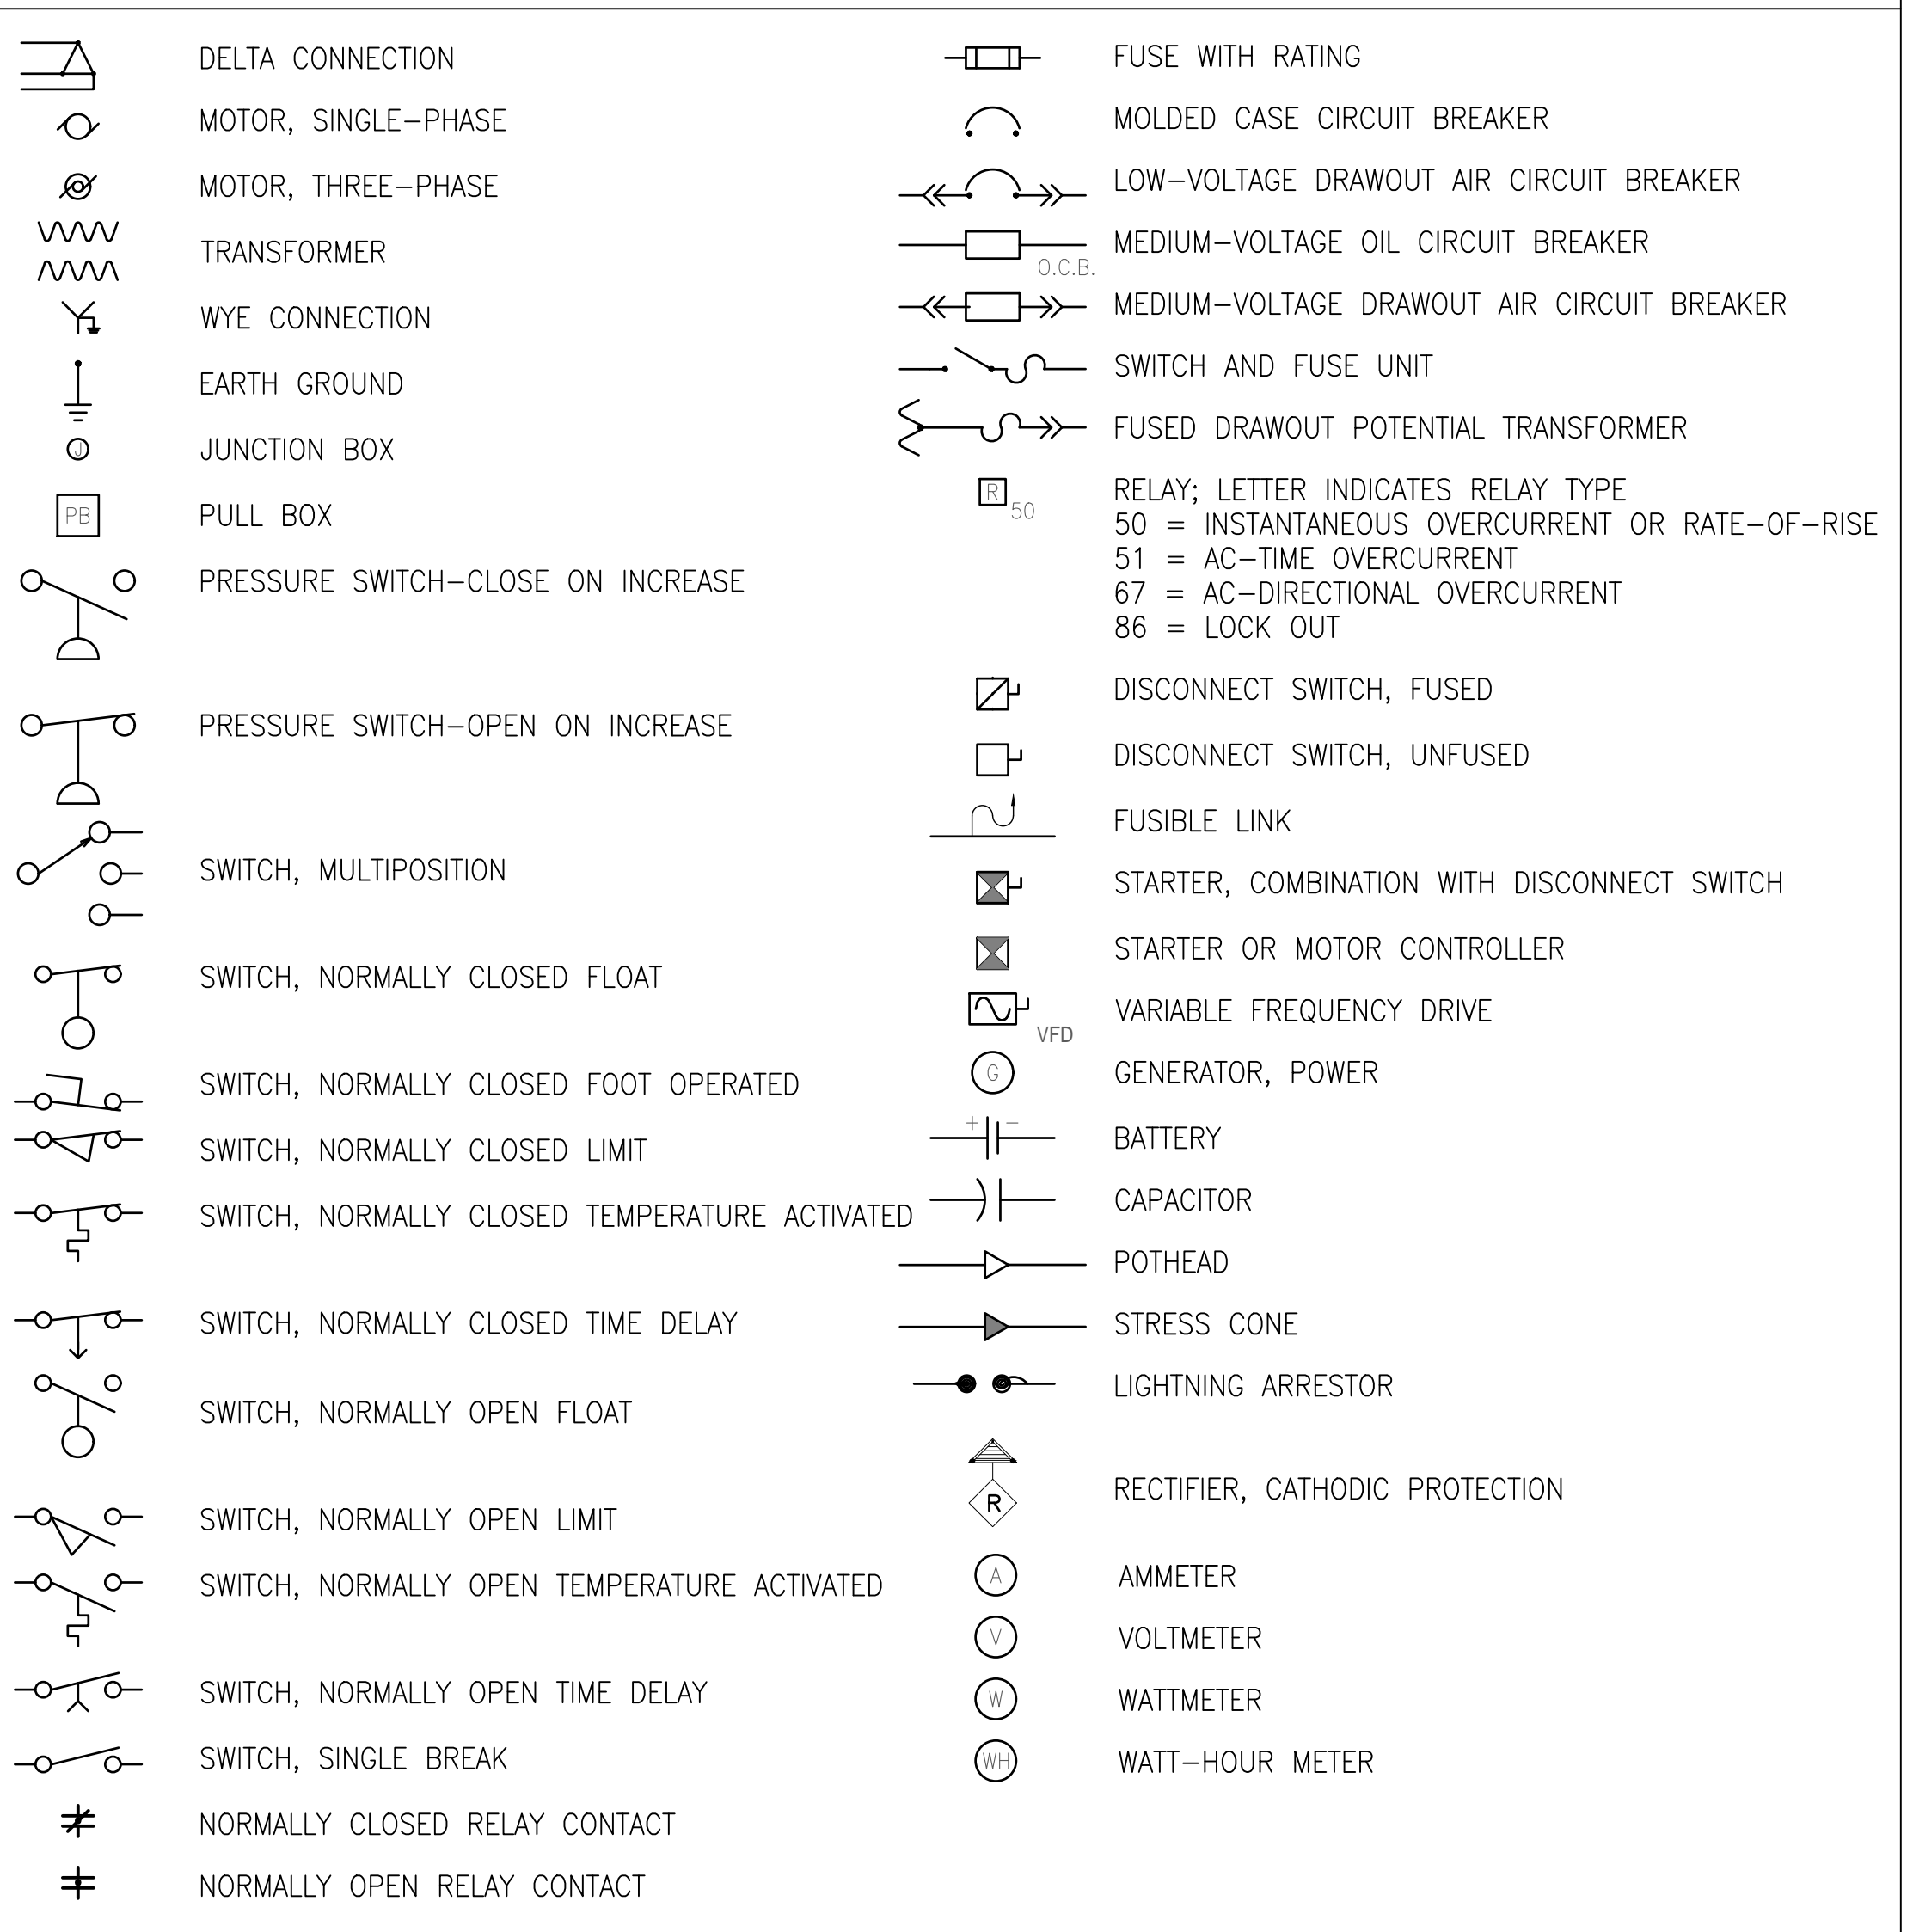 DELTA CONNECTION
MOTOR, SINGLE-PHASE
MOTOR, THREE-PHASE
TRANSFORMER
WYE CONNECTION
EARTH GROUND
J JUNCTION BOX
PB PULL BOX
PRESSURE SWITCH-CLOSE ON INCREASE
PRESSURE SWITCH-OPEN ON INCREASE
SWITCH, MULTIPOSITION
SWITCH, NORMALLY CLOSED FLOAT
SWITCH, NORMALLY CLOSED FOOT OPERATED
SWITCH, NORMALLY CLOSED LIMIT
SWITCH, NORMALLY CLOSED TEMPERATURE ACTIVATED
SWITCH, NORMALLY CLOSED TIME DELAY
SWITCH, NORMALLY OPEN FLOAT
SWITCH, NORMALLY OPEN LIMIT
SWITCH, NORMALLY OPEN TEMPERATURE ACTIVATED
SWITCH, NORMALLY OPEN TIME DELAY
SWITCH, SINGLE BREAK
NORMALLY CLOSED RELAY CONTACT
NORMALLY OPEN RELAY CONTACT
FUSE WITH RATING
MOLDED CASE CIRCUIT BREAKER
LOW-VOLTAGE DRAWOUT AIR CIRCUIT BREAKER
MEDIUM-VOLTAGE OIL CIRCUIT BREAKER
O.C.B.
MEDIUM-VOLTAGE DRAWOUT AIR CIRCUIT BREAKER
SWITCH AND FUSE UNIT
FUSED DRAWOUT POTENTIAL TRANSFORMER
R RELAY; LETTER INDICATES RELAY TYPE
50 50 = INSTANTANEOUS OVERCURRENT OR RATE-OF-RISE
51 = AC-TIME OVERCURRENT
67 = AC-DIRECTIONAL OVERCURRENT
86 = LOCK OUT
DISCONNECT SWITCH, FUSED
DISCONNECT SWITCH, UNFUSED
FUSIBLE LINK
STARTER, COMBINATION WITH DISCONNECT SWITCH
STARTER OR MOTOR CONTROLLER
VARIABLE FREQUENCY DRIVE
VFD
G GENERATOR, POWER
+ - BATTERY
CAPACITOR
POTHEAD
STRESS CONE
LIGHTNING ARRESTOR
R RECTIFIER, CATHODIC PROTECTION
A AMMETER
V VOLTMETER
W WATTMETER
WH WATT-HOUR METER